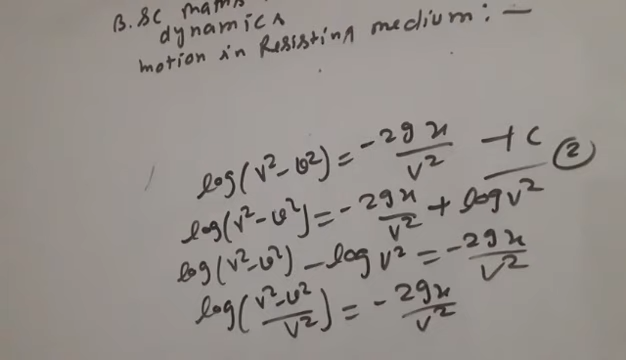 B.SC maths
dynamics
motion in Resisting medium: —
log(V²-v²) = -2gx/V² + C ②
log(V²-v²) = -2gx/V² + log V²
log(V²-v²) - log V² = -2gx/V²
log((V²-v²)/V²) = -2gx/V²